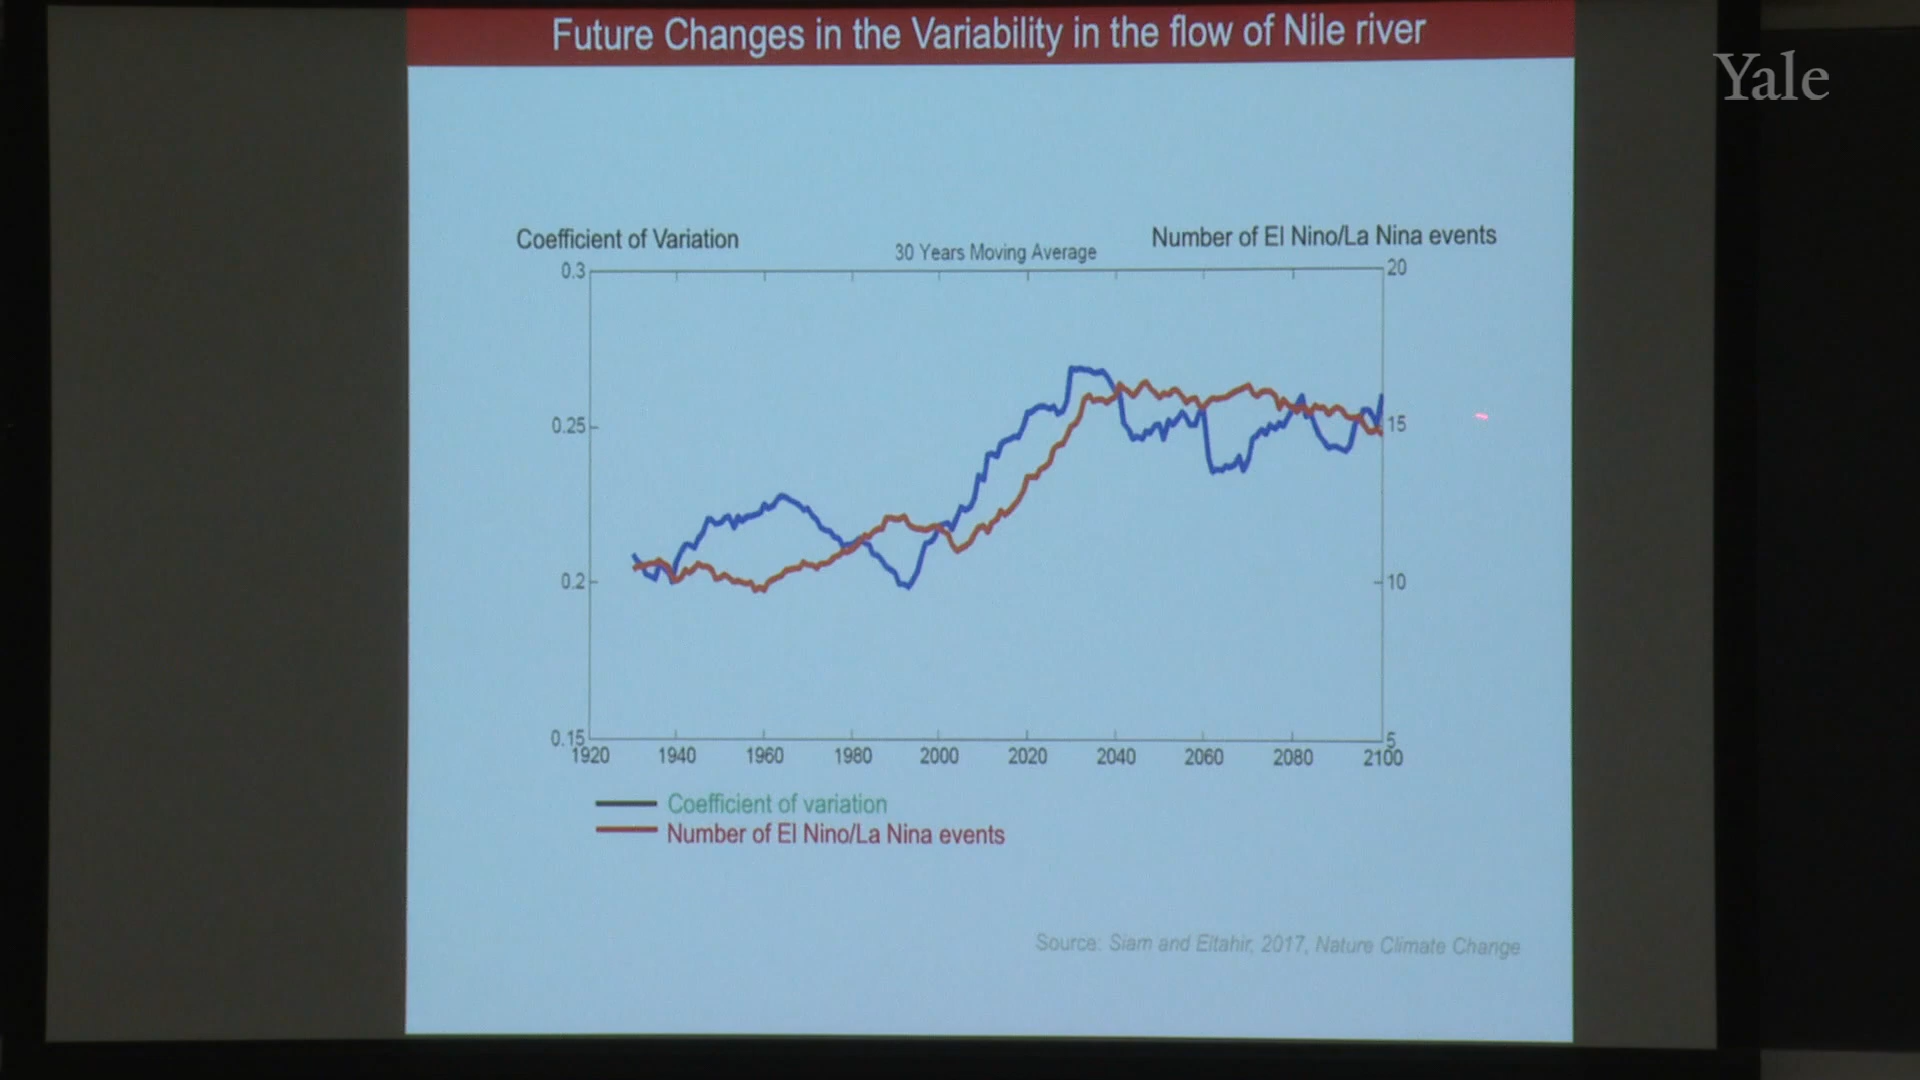 Future Changes in the Variability in the flow of Nile river
Yale
Coefficient of Variation
30 Years Moving Average
Number of El Nino/La Nina events
0.3
20
0.25
15
0.2
10
0.15
5
1920 1940 1960 1980 2000 2020 2040 2060 2080 2100
Coefficient of variation
Number of El Nino/La Nina events
Source: Siam and Eltahir, 2017, Nature Climate Change